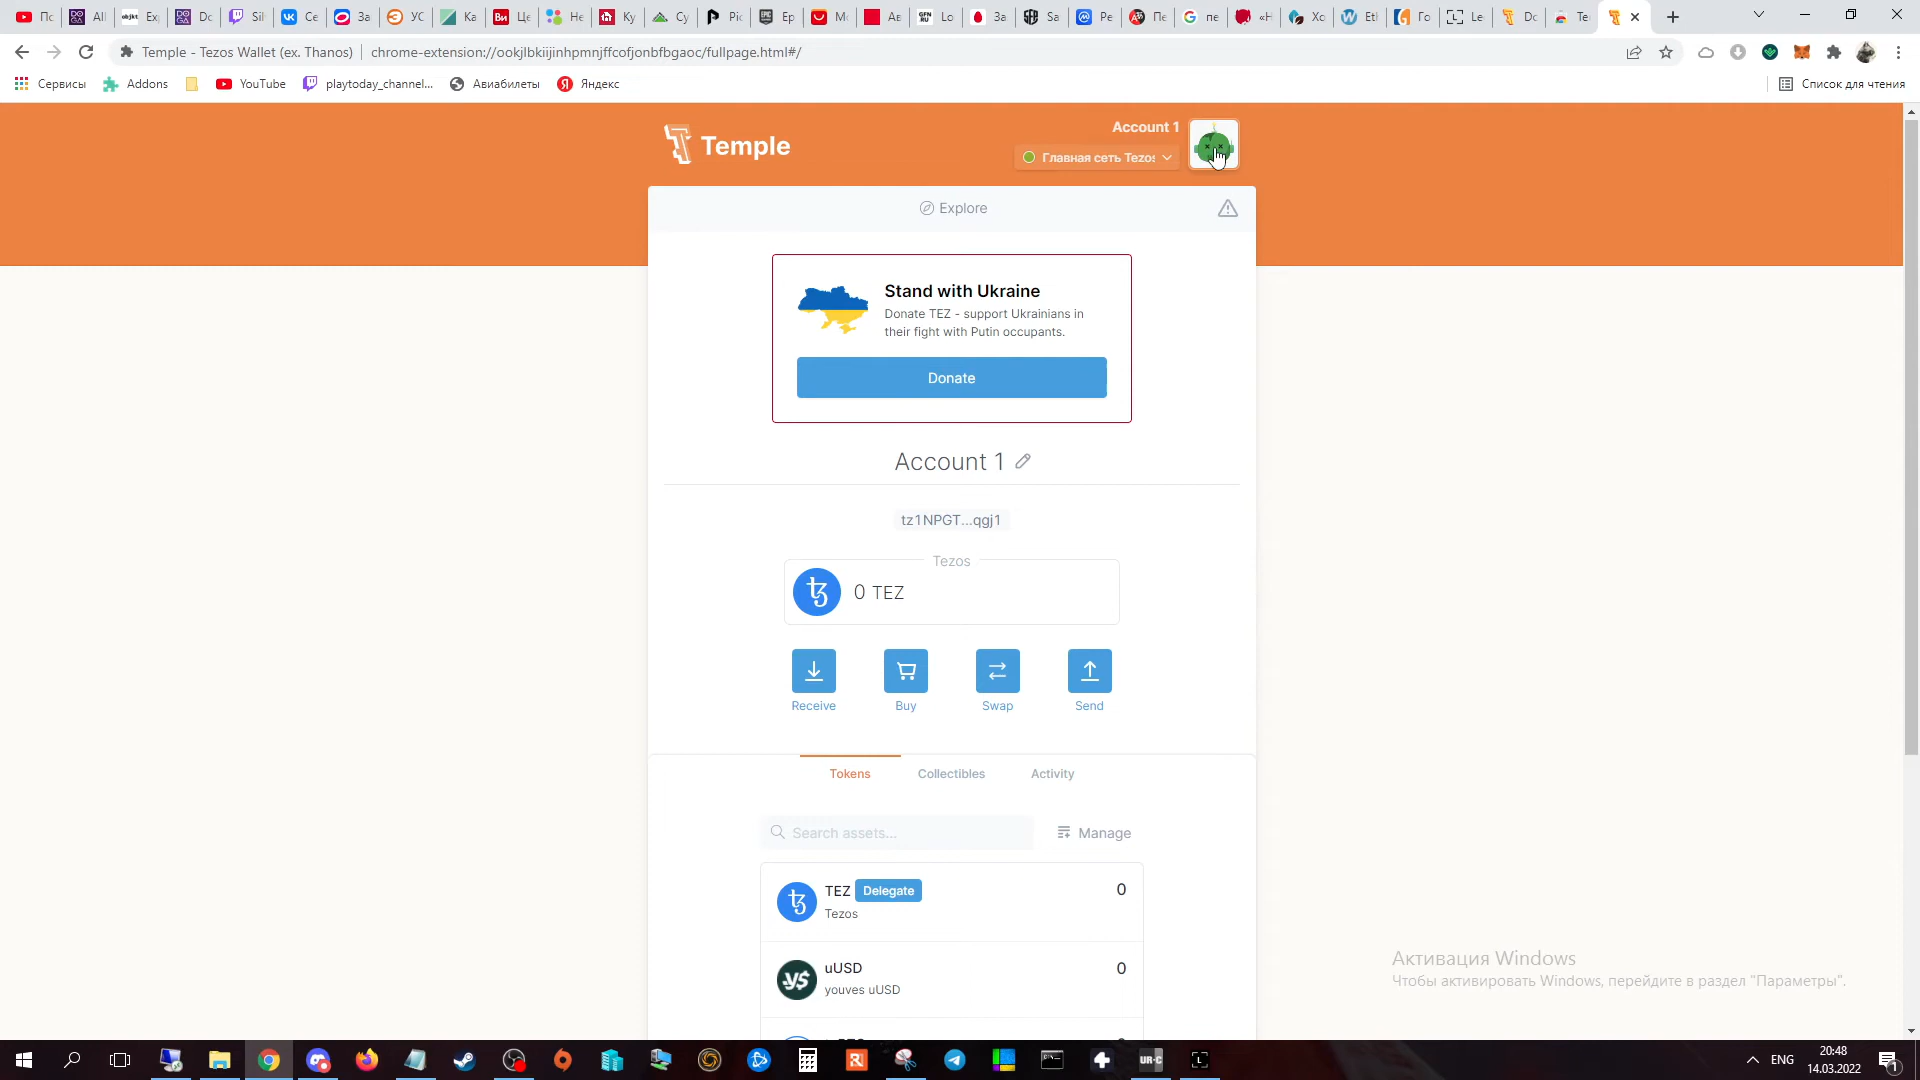 Temple - Tezos Wallet (ex. Thanos)
chrome-extension://ookjlbkiijinhpmnjffcofjonbfbgaoc/fullpage.html#/
Сервисы
Addons
YouTube
playtoday_channel...
Авиабилеты
Яндекс
Список для чтения
Temple
Account 1
Главная сеть Tezos
Explore
Stand with Ukraine
Donate TEZ - support Ukrainians in
their fight with Putin occupants.
Donate
Account 1
tz1NPGT...qgj1
Tezos
0 TEZ
Receive
Buy
Swap
Send
Tokens
Collectibles
Activity
Search assets...
Manage
TEZ
Delegate
0
Tezos
uUSD
0
youves uUSD
Активация Windows
Чтобы активировать Windows, перейдите в раздел "Параметры".
ENG
20:48
14.03.2022
1